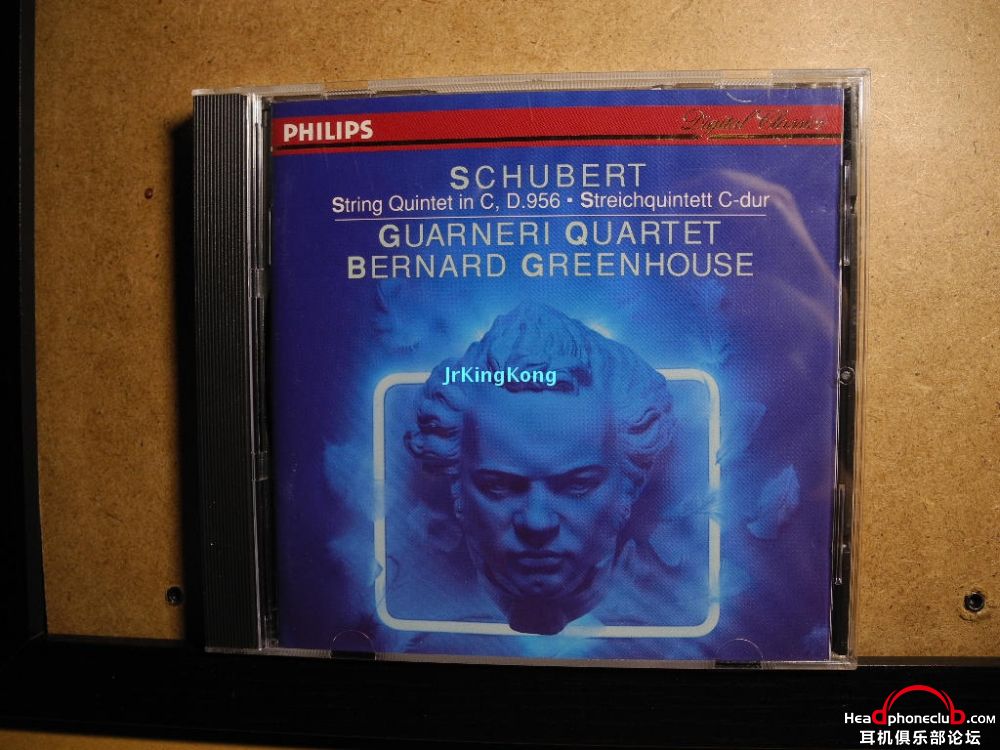 PHILIPS
Digital Classics
SCHUBERT
String Quintet in C, D.956 · Streichquintett C-dur
GUARNERI QUARTET
BERNARD GREENHOUSE
JrKingKong
Headphoneclub.com
耳机俱乐部论坛